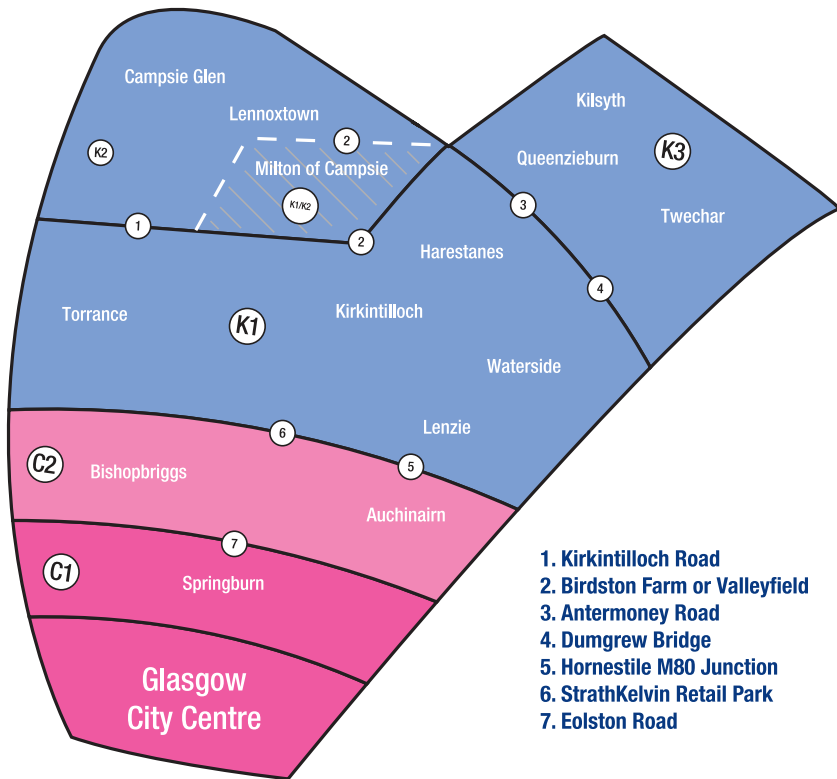 Campsie Glen
Kilsyth
Lennoxtown
2
K2
K3
Queenzieburn
Milton of Campsie
K1/K2
3
Twechar
1
2
Harestanes
4
Torrance
K1
Kirkintilloch
Waterside
6
Lenzie
C2
Bishopbriggs
5
Auchinairn
7
C1
Springburn
Glasgow
City Centre
1. Kirkintilloch Road
2. Birdston Farm or Valleyfield
3. Antermoney Road
4. Dumgrew Bridge
5. Hornestile M80 Junction
6. StrathKelvin Retail Park
7. Eolston Road